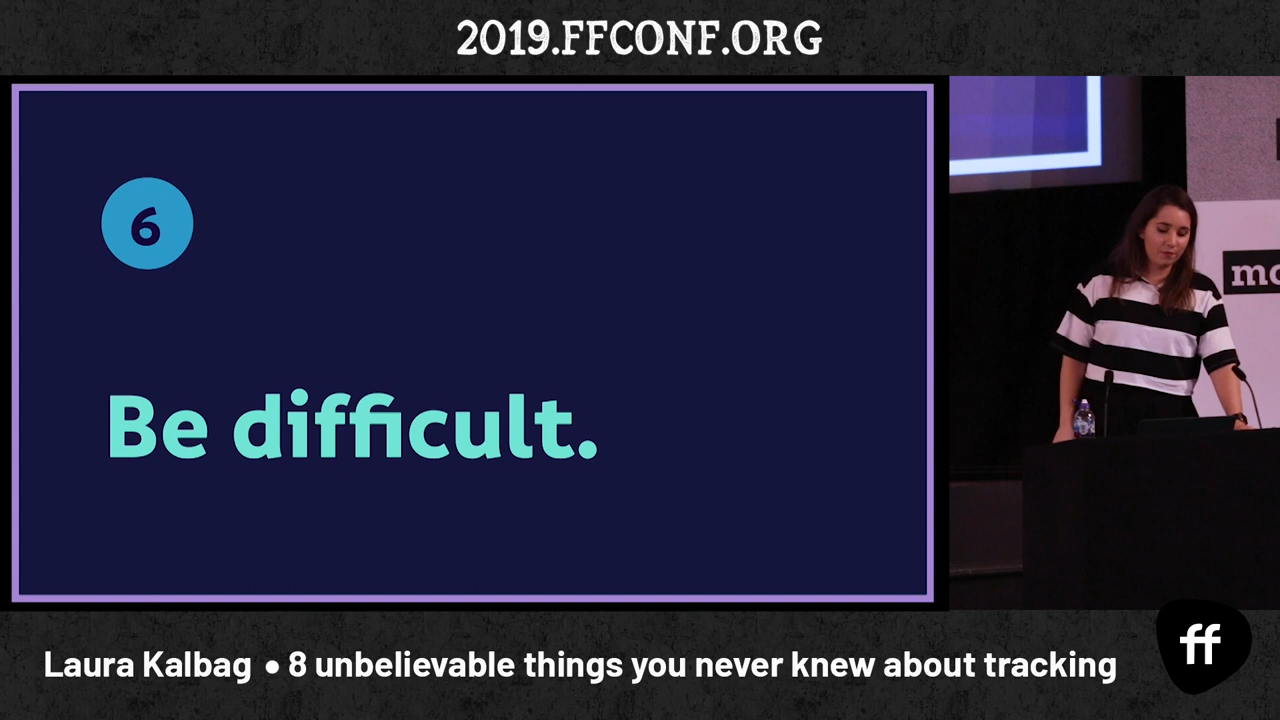 2019.FFCONF.ORG
6
Be difficult.
Laura Kalbag • 8 unbelievable things you never knew about tracking
ff